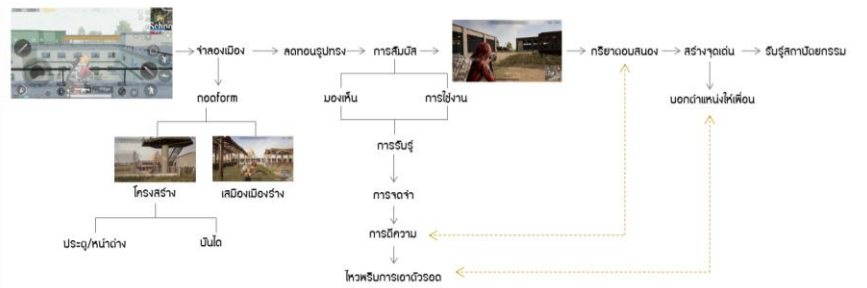 จำลองเมือง
ลดทอนรูปทรง
การสัมผัส
กริยาตอบสนอง
สร้างจุดเด่น
รับรู้สถาปัตยกรรม
ถอดform
มองเห็น
การใช้งาน
บอกตำแหน่งให้เพื่อน
การรับรู้
โครงสร้าง
เสมือนเมืองร้าง
การจดจำ
ประตู/หน้าต่าง
บันได
การตีความ
ไหวพริบการเอาตัวรอด